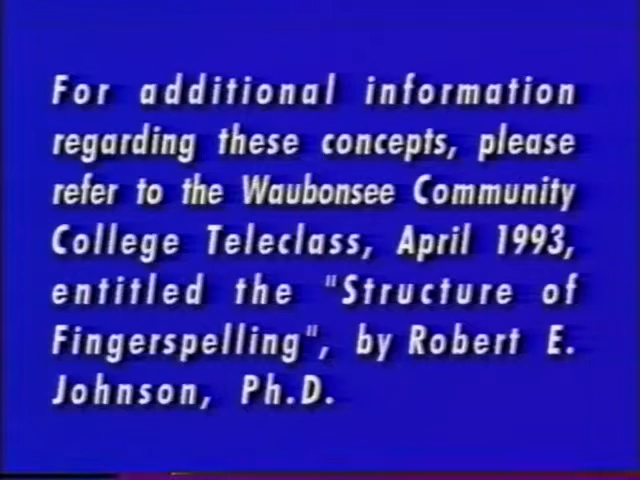 For additional information
regarding these concepts, please
refer to the Waubonsee Community
College Teleclass, April 1993,
entitled the "Structure of
Fingerspelling", by Robert E.
Johnson, Ph.D.